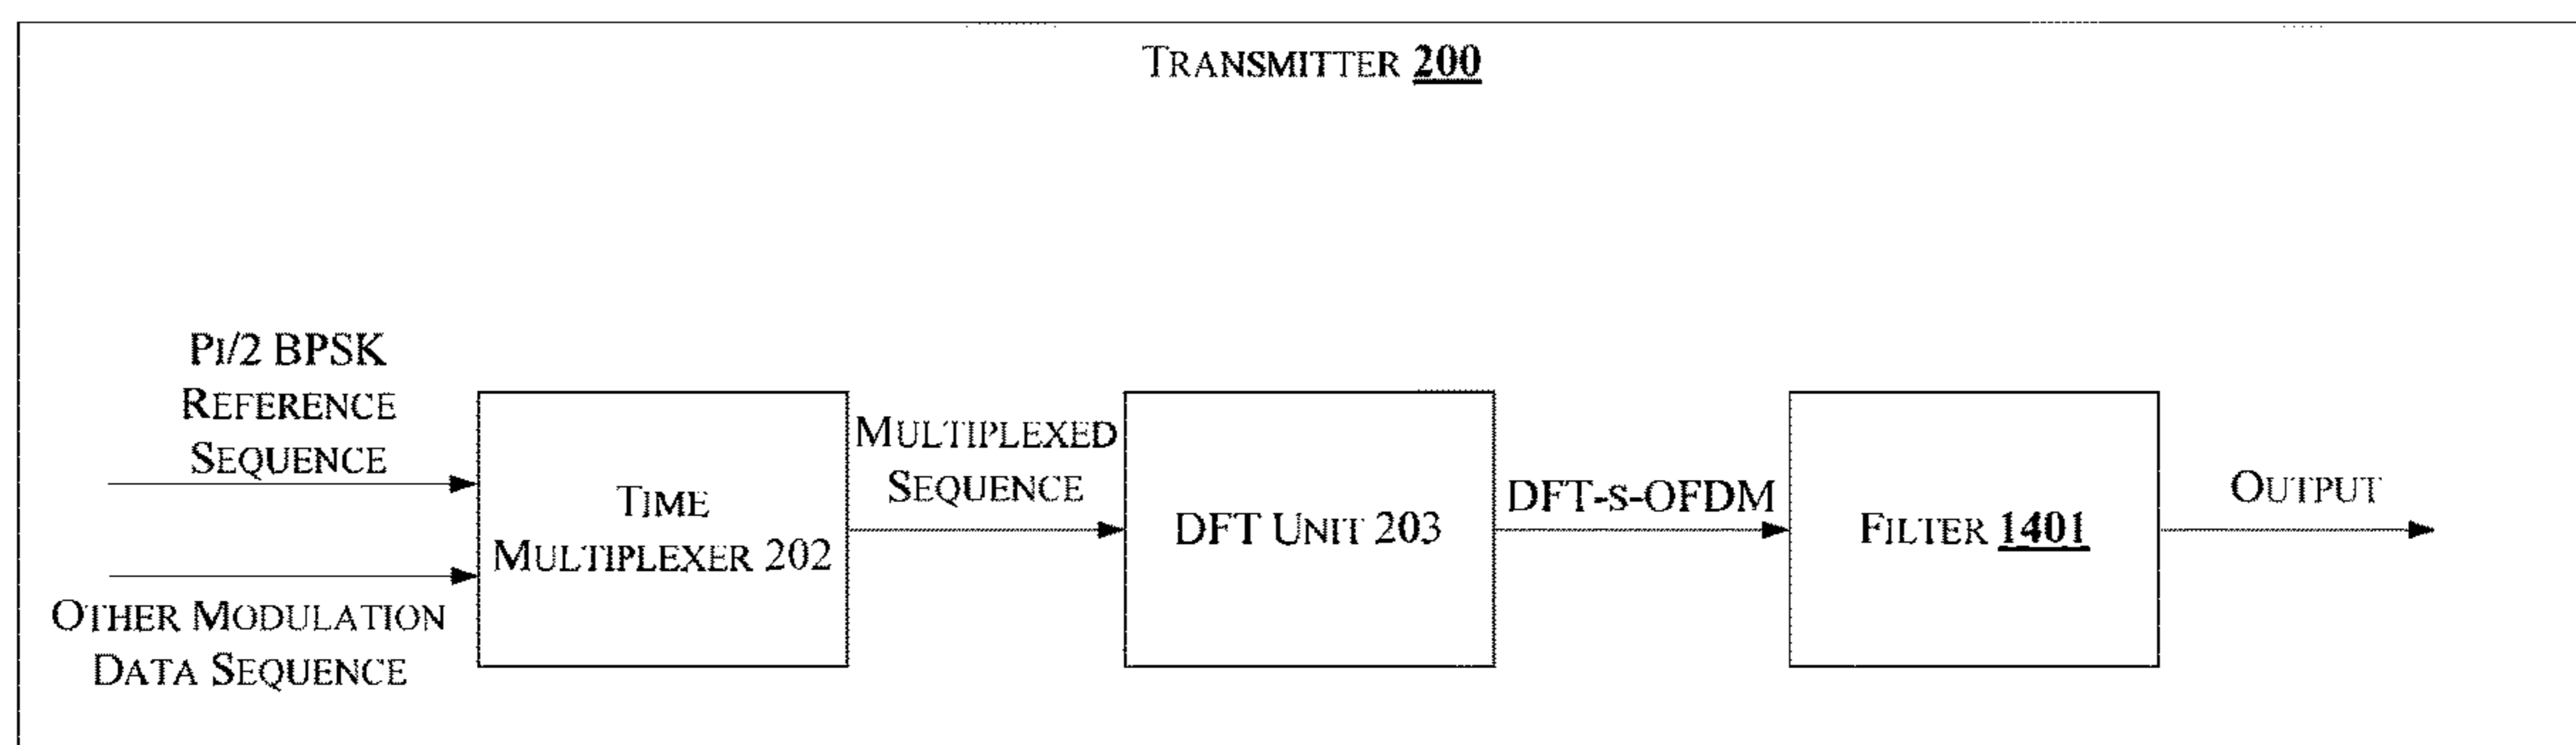 TRANSMITTER 200
PI/2 BPSK
REFERENCE
SEQUENCE
OTHER MODULATION
DATA SEQUENCE
TIME
MULTIPLEXER 202
MULTIPLEXED
SEQUENCE
DFT UNIT 203
DFT-S-OFDM
FILTER 1401
OUTPUT